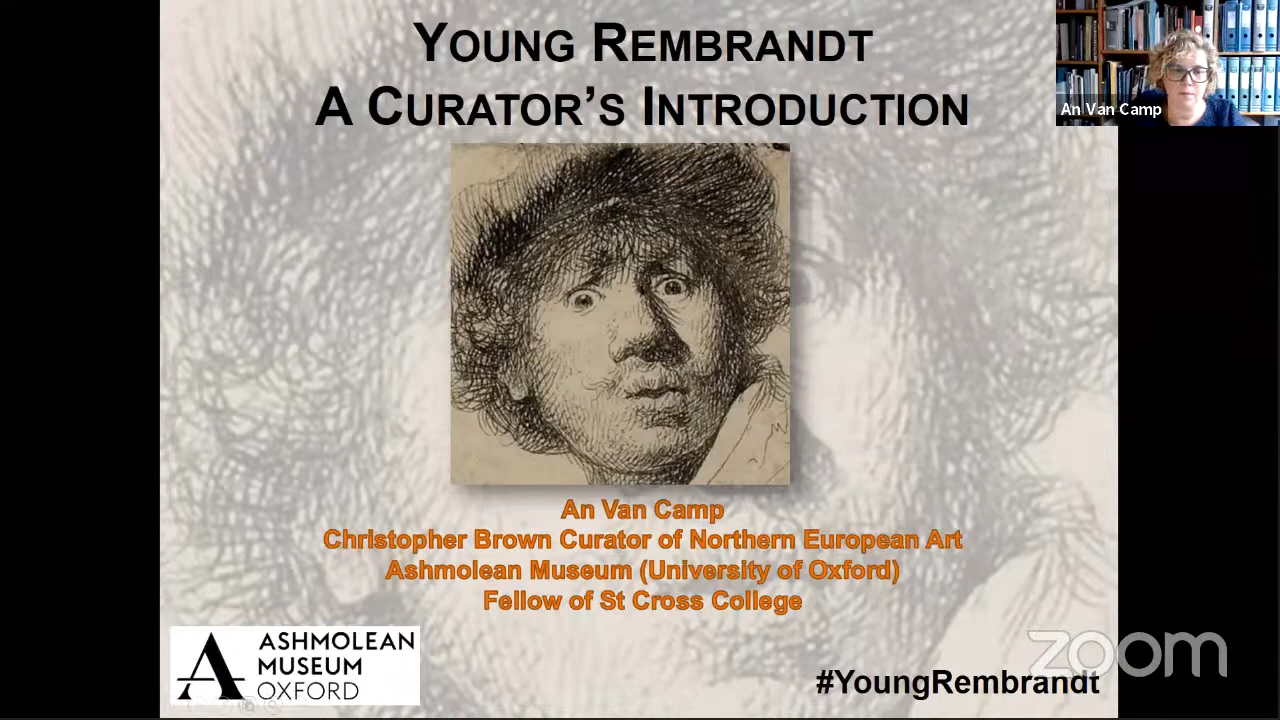 YOUNG REMBRANDT
A CURATOR'S INTRODUCTION
An Van Camp
An Van Camp
Christopher Brown Curator of Northern European Art
Ashmolean Museum (University of Oxford)
Fellow of St Cross College
ASHMOLEAN
MUSEUM
OXFORD
#YoungRembrandt
zoom